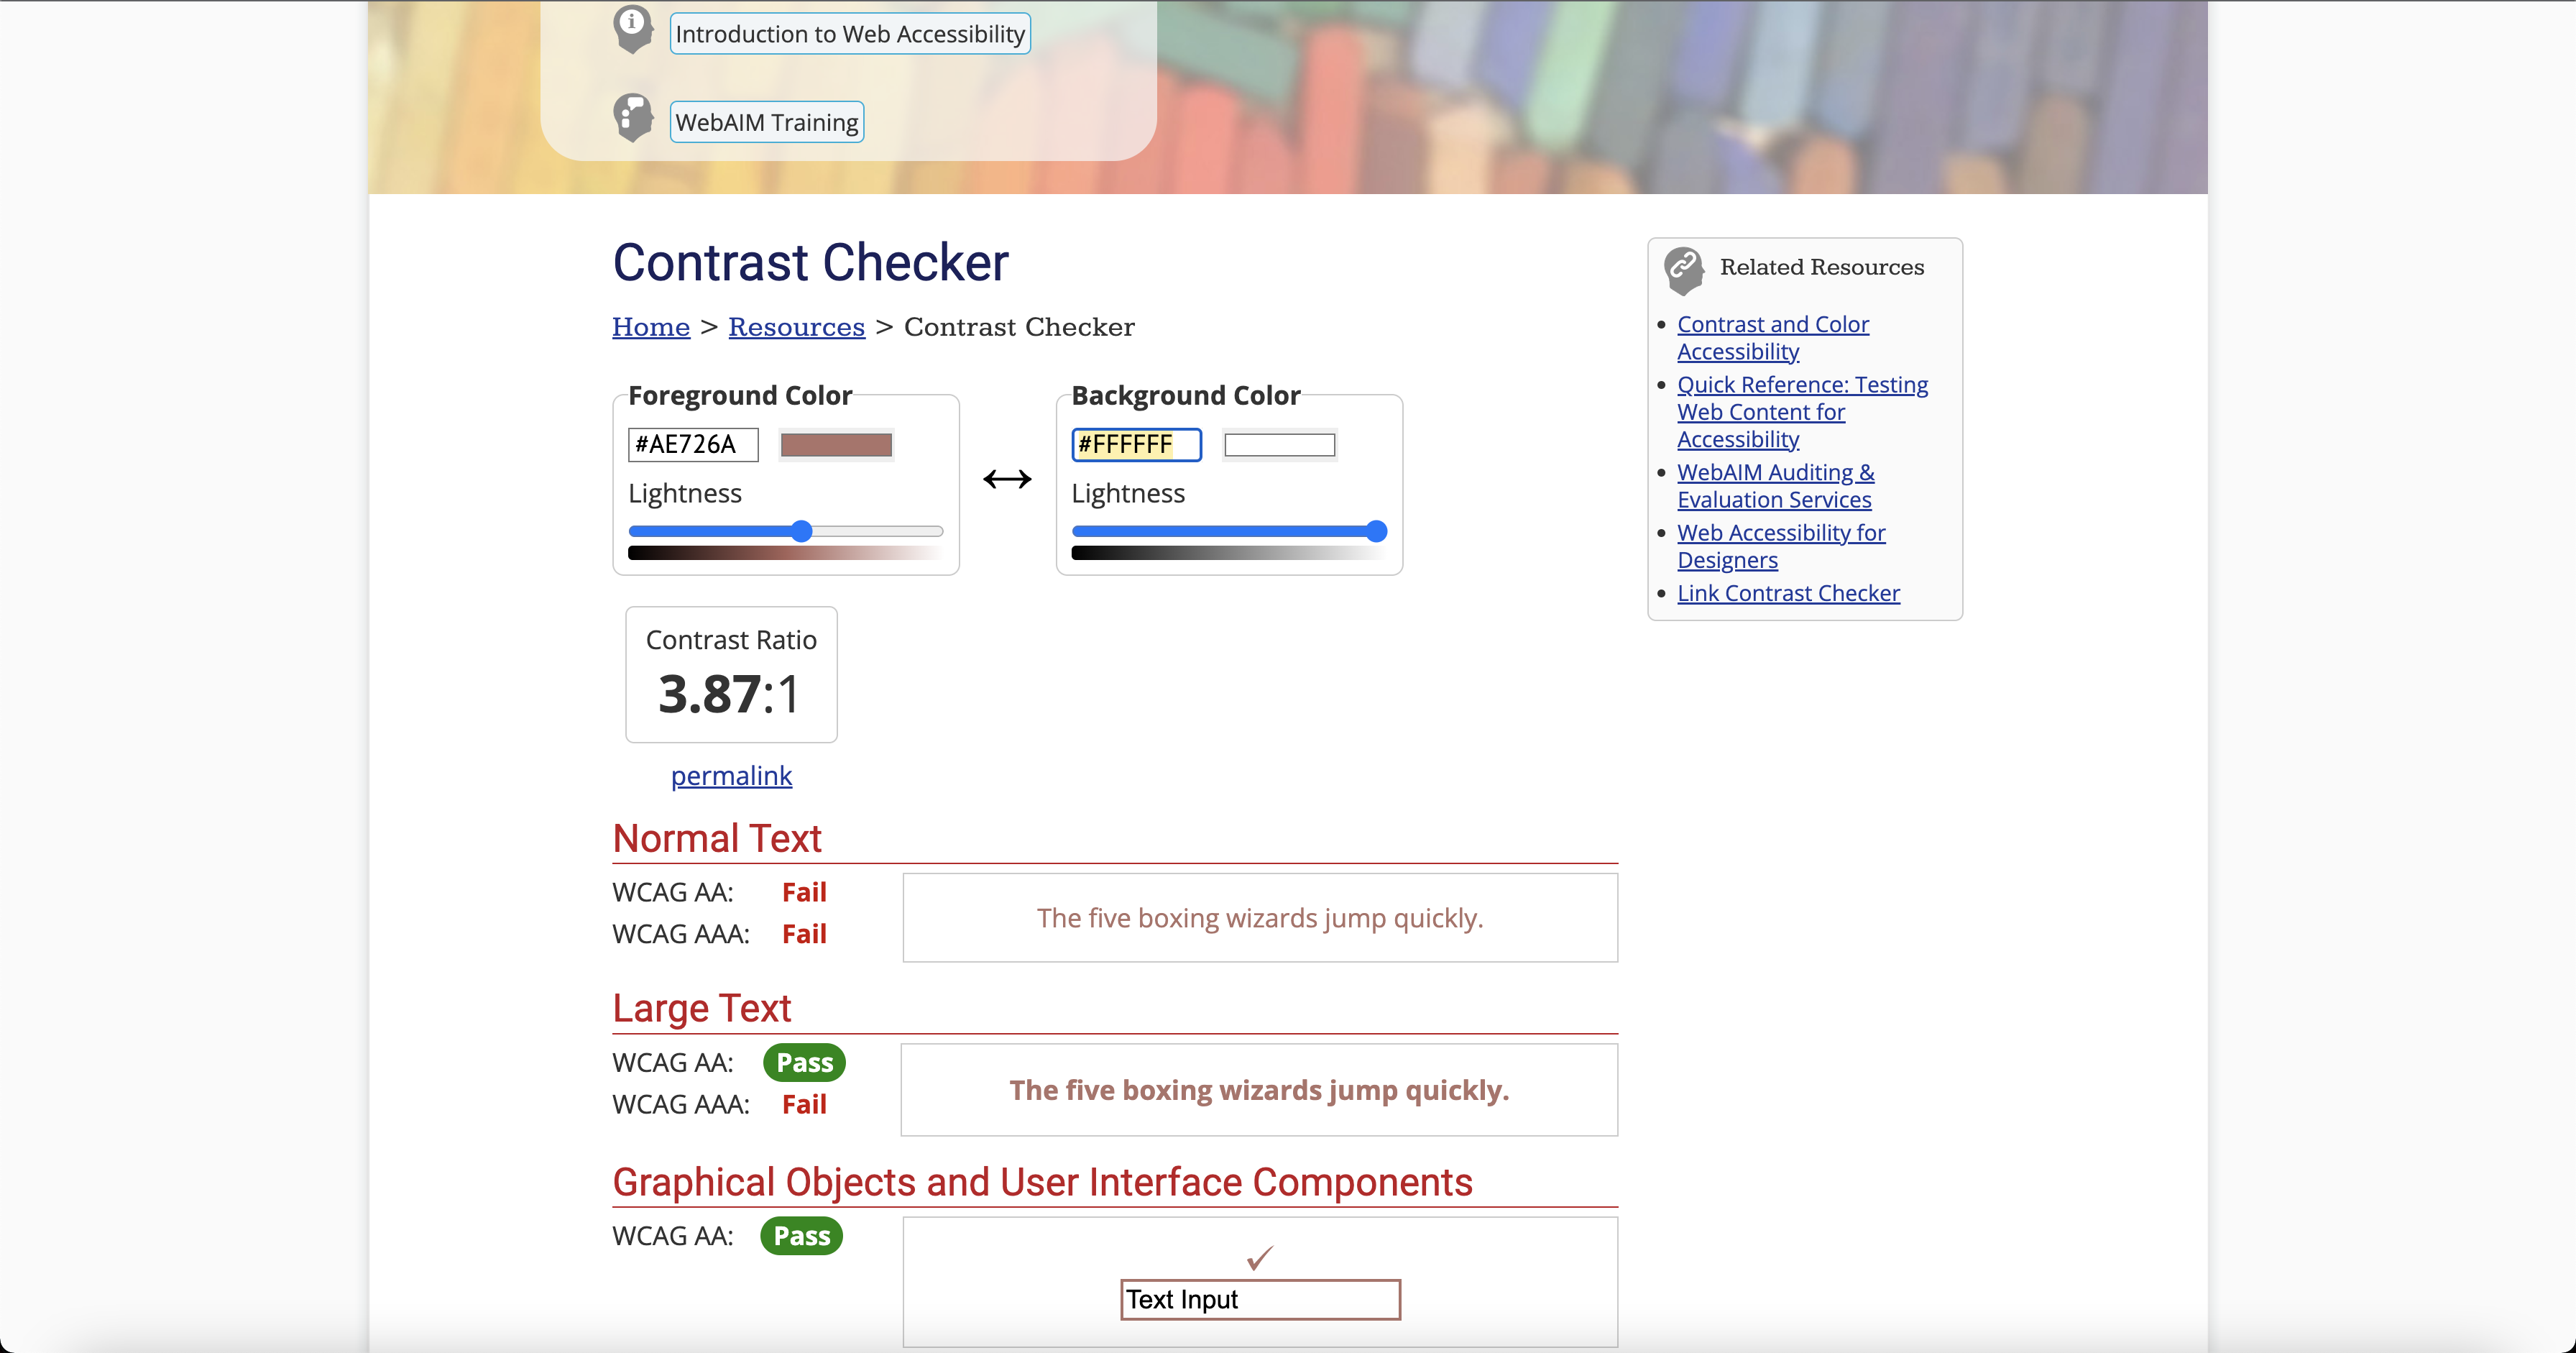 Introduction to Web Accessibility
WebAIM Training
Contrast Checker
Home > Resources > Contrast Checker
Foreground Color
#AE726A
Lightness
Background Color
#FFFFFF
Lightness
Contrast Ratio
3.87:1
permalink
Normal Text
WCAG AA: Fail
WCAG AAA: Fail
The five boxing wizards jump quickly.
Large Text
WCAG AA: Pass
WCAG AAA: Fail
The five boxing wizards jump quickly.
Graphical Objects and User Interface Components
WCAG AA: Pass
✓
Text Input
Related Resources
Contrast and Color
Accessibility
Quick Reference: Testing
Web Content for
Accessibility
WebAIM Auditing &
Evaluation Services
Web Accessibility for
Designers
Link Contrast Checker